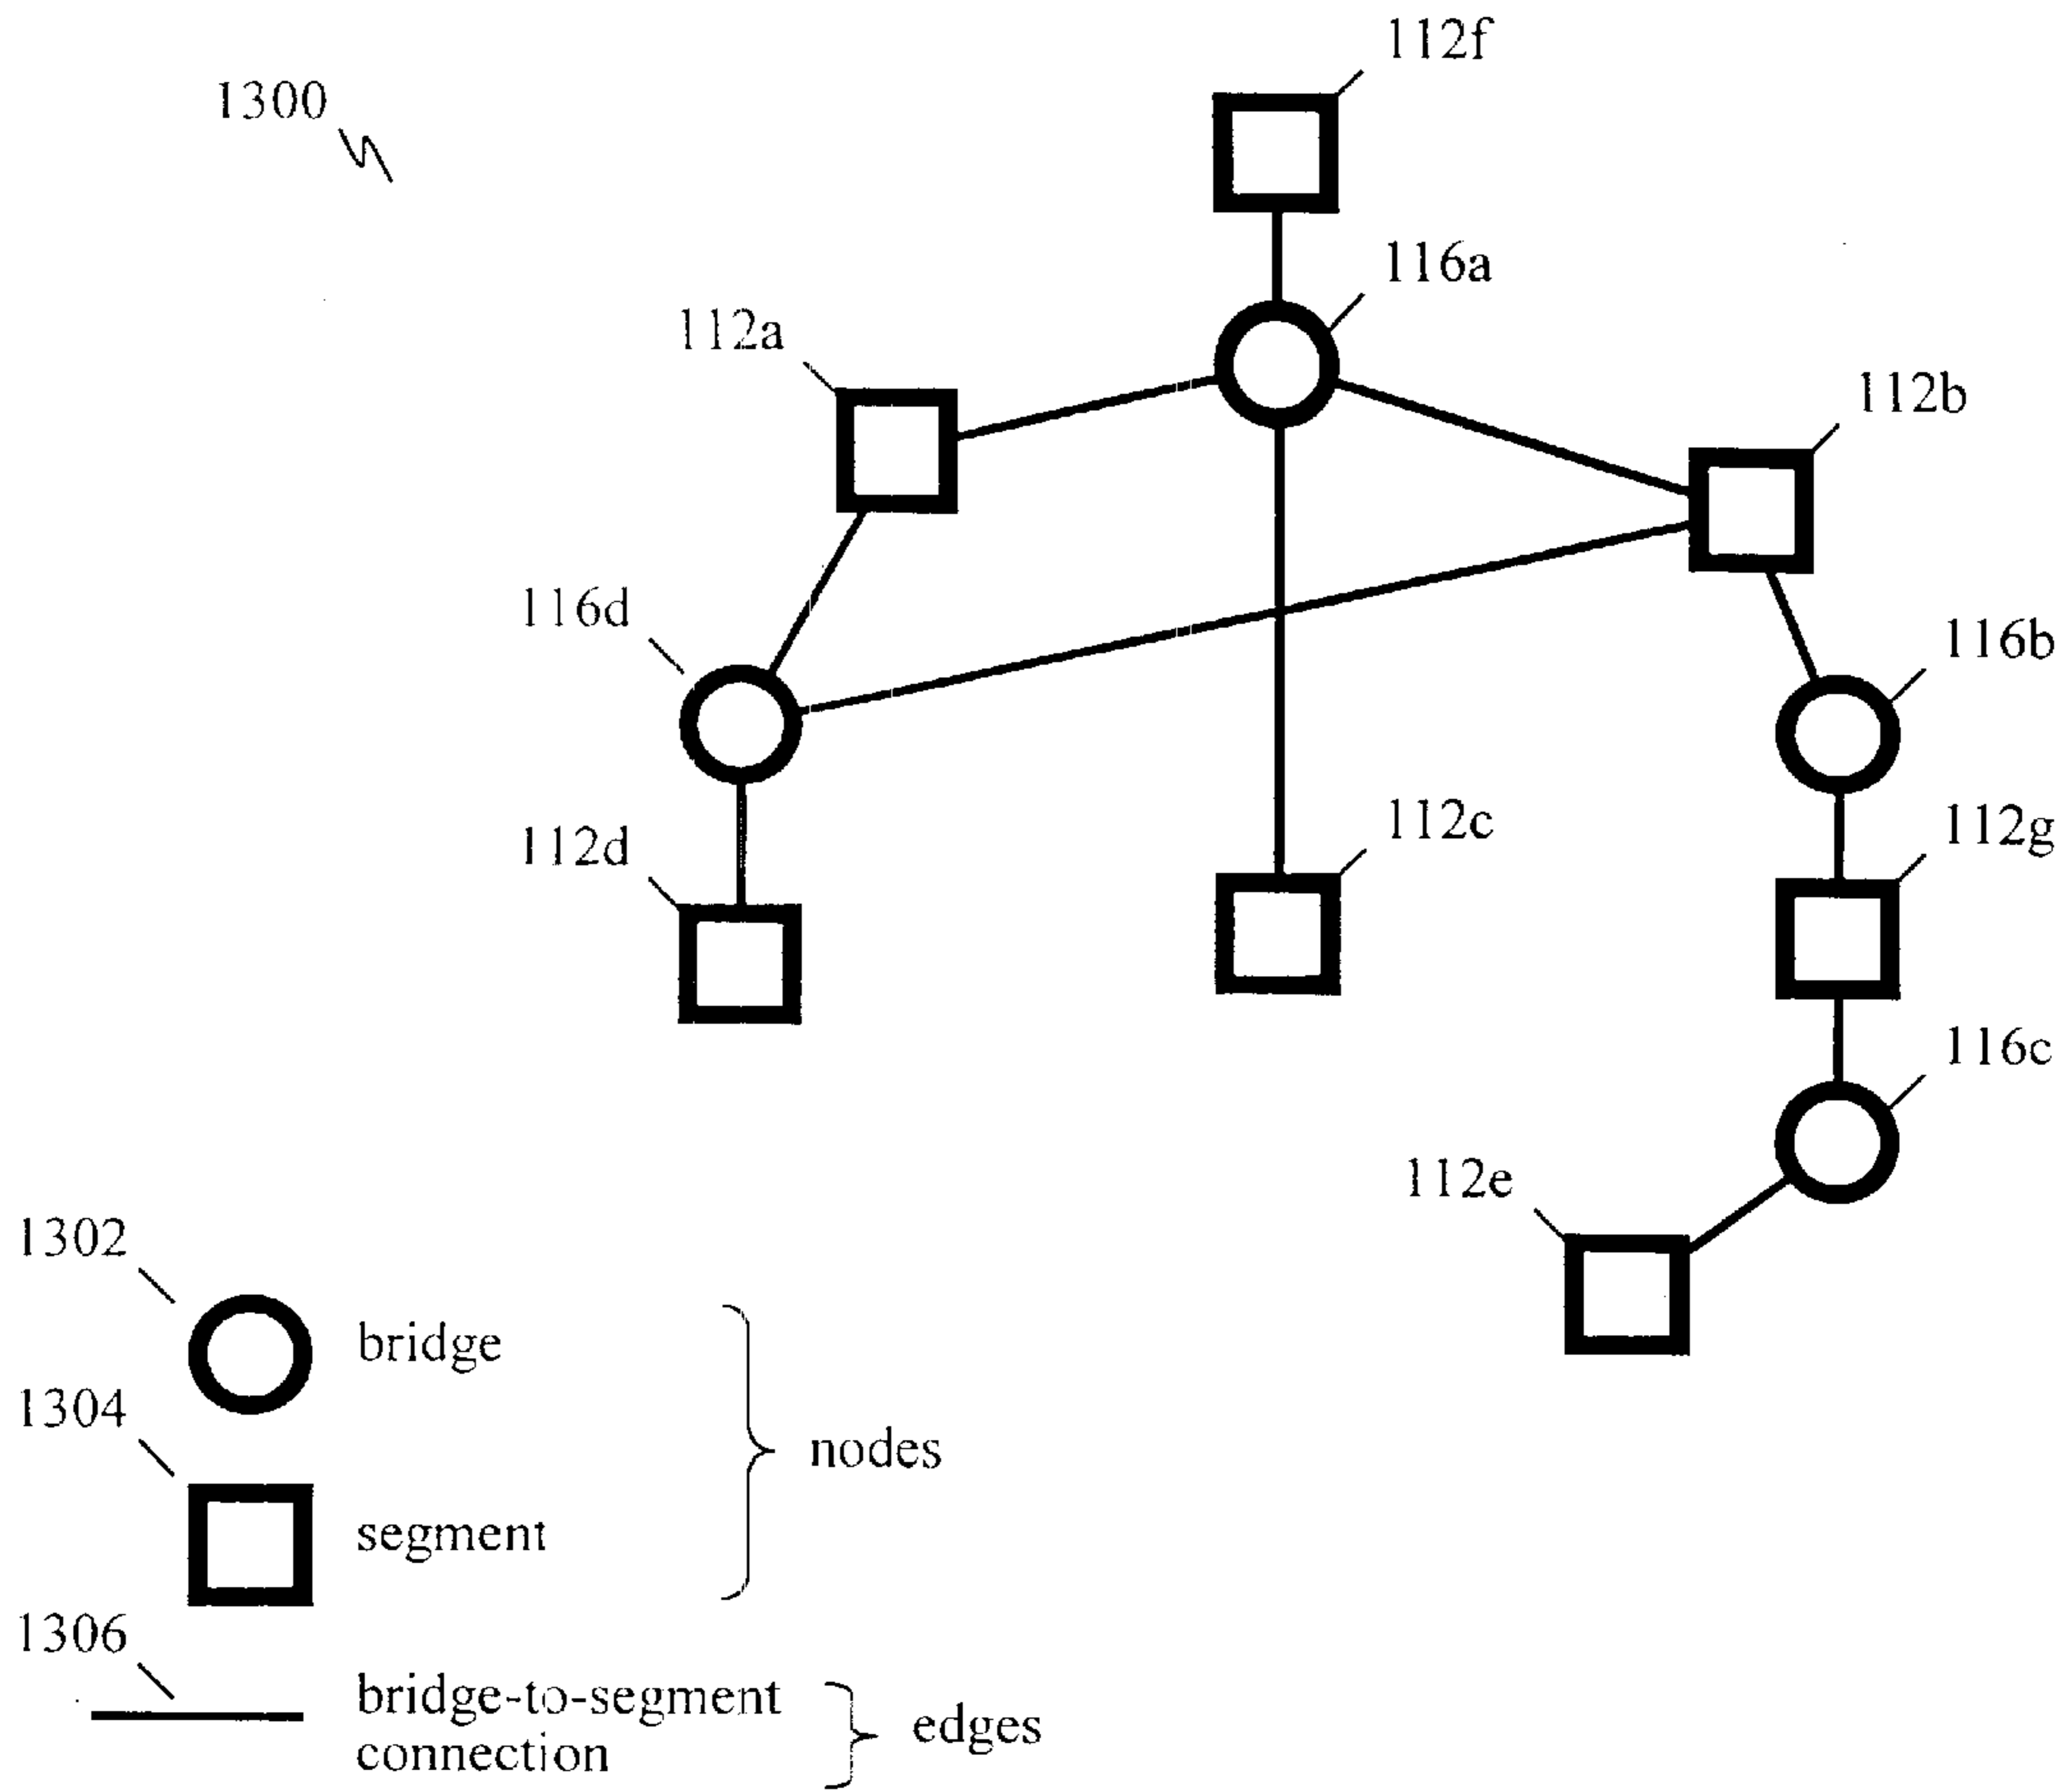 112f
1300
116a
112a
112b
116d
116b
112c
112g
112d
116c
112e
1302
bridge
1304
nodes
segment
1306
bridge-to-segment
connection
edges